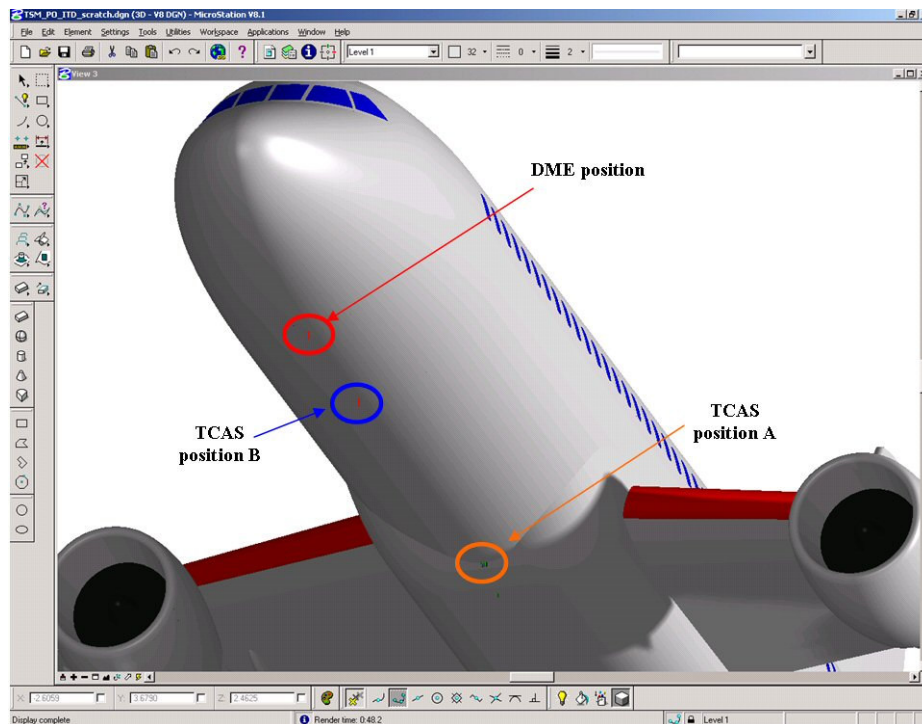 TSM_PO_ITD_scratch.dgn (3D - V8 DGN) - MicroStation V8.1
File Edit Element Settings Tools Utilities Workspace Applications Window Help
Level 1 32 0 2
View 3
DME position
TCAS
position B
TCAS
position A
X: -2.6059 Y: 3.6790 Z: 2.4625
Display complete Render time: 0:48.2 Level 1